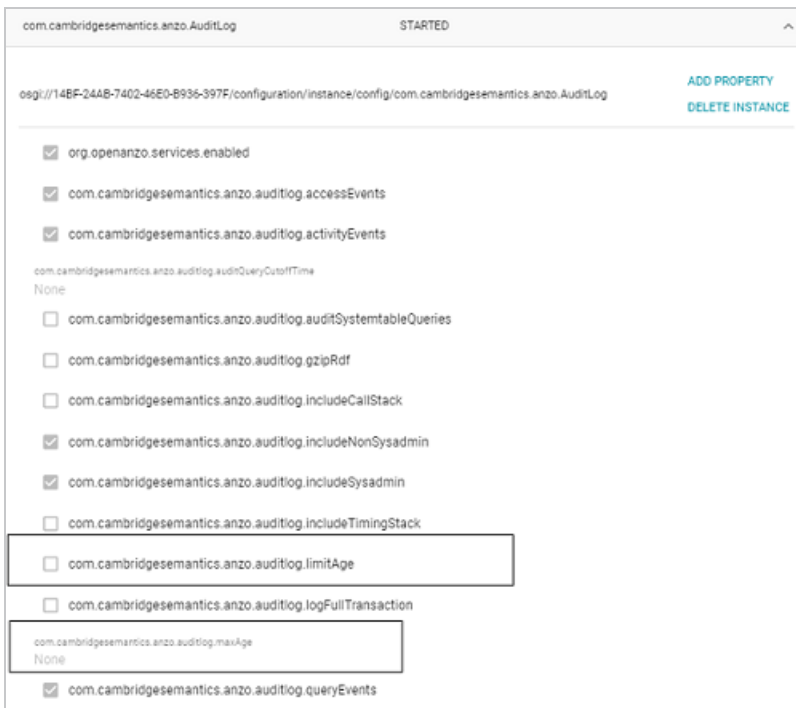 com.cambridgesemantics.anzo.AuditLog STARTED
osgi://14BF-24AB-7402-46E0-B936-397F/configuration/instance/config/com.cambridgesemantics.anzo.AuditLog
ADD PROPERTY
DELETE INSTANCE
org.openanzo.services.enabled
com.cambridgesemantics.anzo.auditlog.accessEvents
com.cambridgesemantics.anzo.auditlog.activityEvents
com.cambridgesemantics.anzo.auditlog.auditQueryCutoffTime
None
com.cambridgesemantics.anzo.auditlog.auditSystemtableQueries
com.cambridgesemantics.anzo.auditlog.gzipRdf
com.cambridgesemantics.anzo.auditlog.includeCallStack
com.cambridgesemantics.anzo.auditlog.includeNonSysadmin
com.cambridgesemantics.anzo.auditlog.includeSysadmin
com.cambridgesemantics.anzo.auditlog.includeTimingStack
com.cambridgesemantics.anzo.auditlog.limitAge
com.cambridgesemantics.anzo.auditlog.logFullTransaction
com.cambridgesemantics.anzo.auditlog.maxAge
None
com.cambridgesemantics.anzo.auditlog.queryEvents